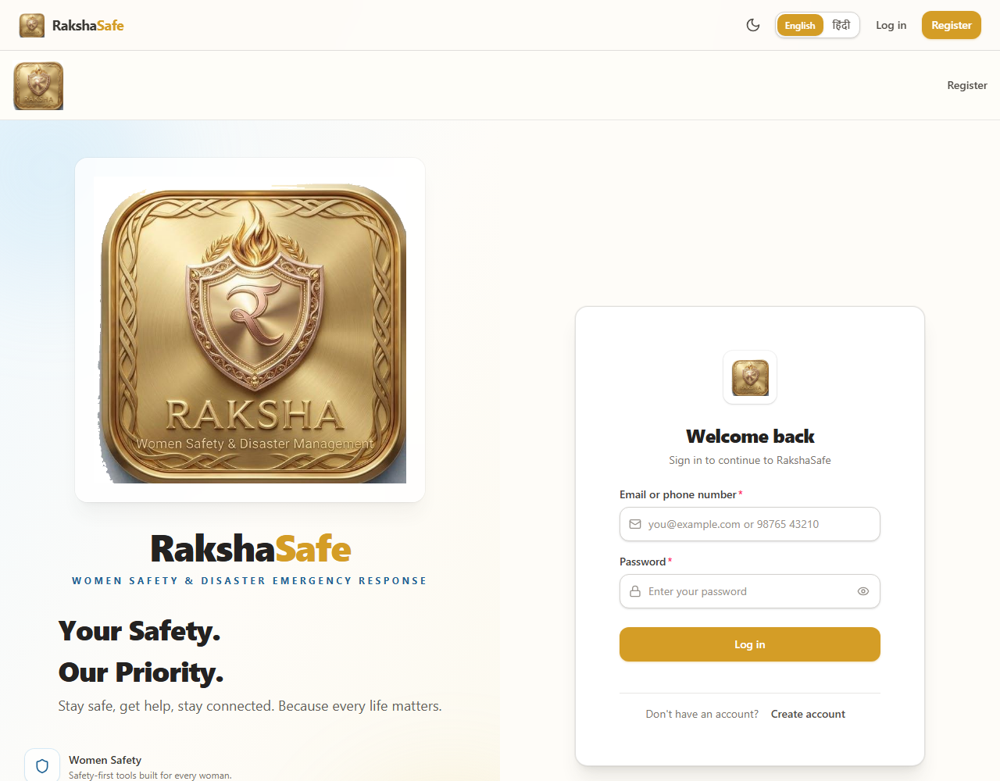 RakshaSafe
English
हिंदी
Log in
Register
Register
र
RAKSHA
Women Safety & Disaster Management
RakshaSafe
WOMEN SAFETY & DISASTER EMERGENCY RESPONSE
Your Safety.
Our Priority.
Stay safe, get help, stay connected. Because every life matters.
Women Safety
Safety-first tools built for every woman.
RAKSHA
Welcome back
Sign in to continue to RakshaSafe
Email or phone number*
you@example.com or 98765 43210
Password*
Enter your password
Log in
Don't have an account? Create account